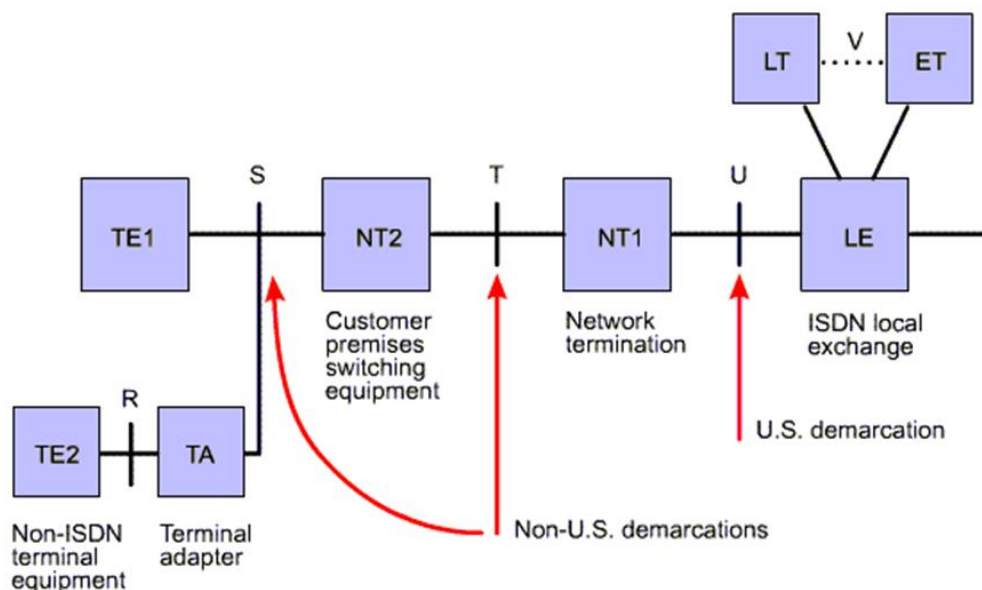 LT
V
ET
S
T
U
TE1
NT2
NT1
LE
Customer
premises
switching
equipment
Network
termination
ISDN local
exchange
R
TE2
TA
U.S. demarcation
Non-ISDN
terminal
equipment
Terminal
adapter
Non-U.S. demarcations